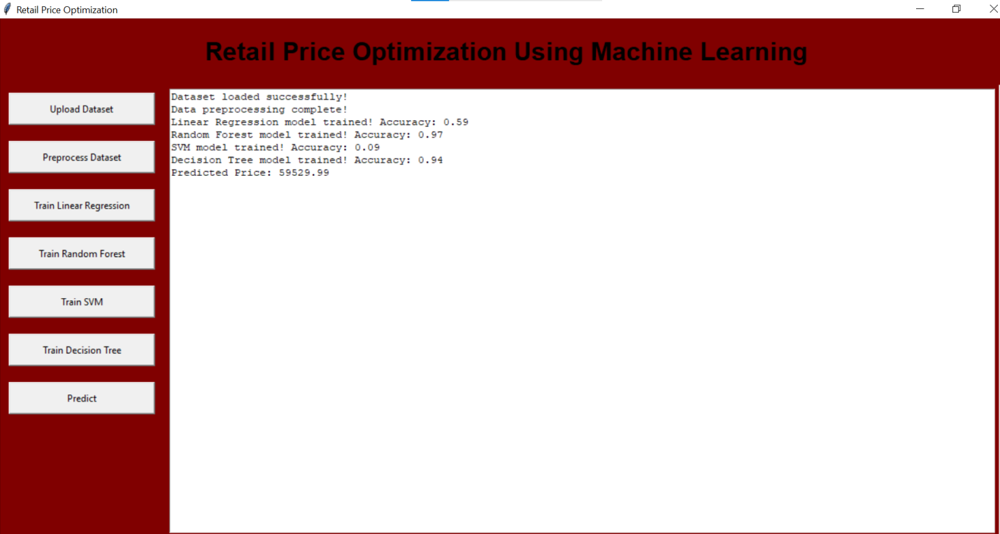 Retail Price Optimization
Retail Price Optimization Using Machine Learning
Upload Dataset
Preprocess Dataset
Train Linear Regression
Train Random Forest
Train SVM
Train Decision Tree
Predict
Dataset loaded successfully!
Data preprocessing complete!
Linear Regression model trained! Accuracy: 0.59
Random Forest model trained! Accuracy: 0.97
SVM model trained! Accuracy: 0.09
Decision Tree model trained! Accuracy: 0.94
Predicted Price: 59529.99